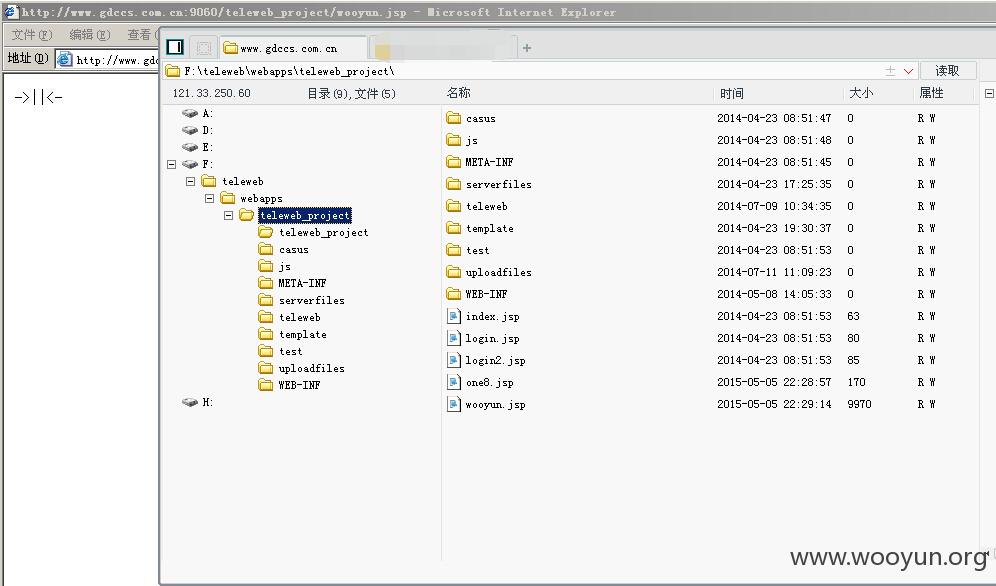 http://www.gdccs.com.cn:9060/teleweb_project/wooyun.jsp - Microsoft Internet Explorer
文件(F) 编辑(E) 查看(
地址(D) http://www.gdc
->||<-
www.gdccs.com.cn +
F:\teleweb\webapps\teleweb_project\ 读取
121.33.250.60 目录(9),文件(5) 名称 时间 大小 属性
A:
D:
E:
F:
teleweb
webapps
teleweb_project
teleweb_project
casus
js
META-INF
serverfiles
teleweb
template
test
uploadfiles
WEB-INF
H:
casus 2014-04-23 08:51:47 0 R W
js 2014-04-23 08:51:48 0 R W
META-INF 2014-04-23 08:51:45 0 R W
serverfiles 2014-04-23 17:25:35 0 R W
teleweb 2014-07-09 10:34:35 0 R W
template 2014-04-23 19:30:37 0 R W
test 2014-04-23 08:51:53 0 R W
uploadfiles 2014-07-11 11:09:23 0 R W
WEB-INF 2014-05-08 14:05:33 0 R W
index.jsp 2014-04-23 08:51:53 63 R W
login.jsp 2014-04-23 08:51:53 80 R W
login2.jsp 2014-04-23 08:51:53 85 R W
one8.jsp 2015-05-05 22:28:57 170 R W
wooyun.jsp 2015-05-05 22:29:14 9970 R W
www.wooyun.org